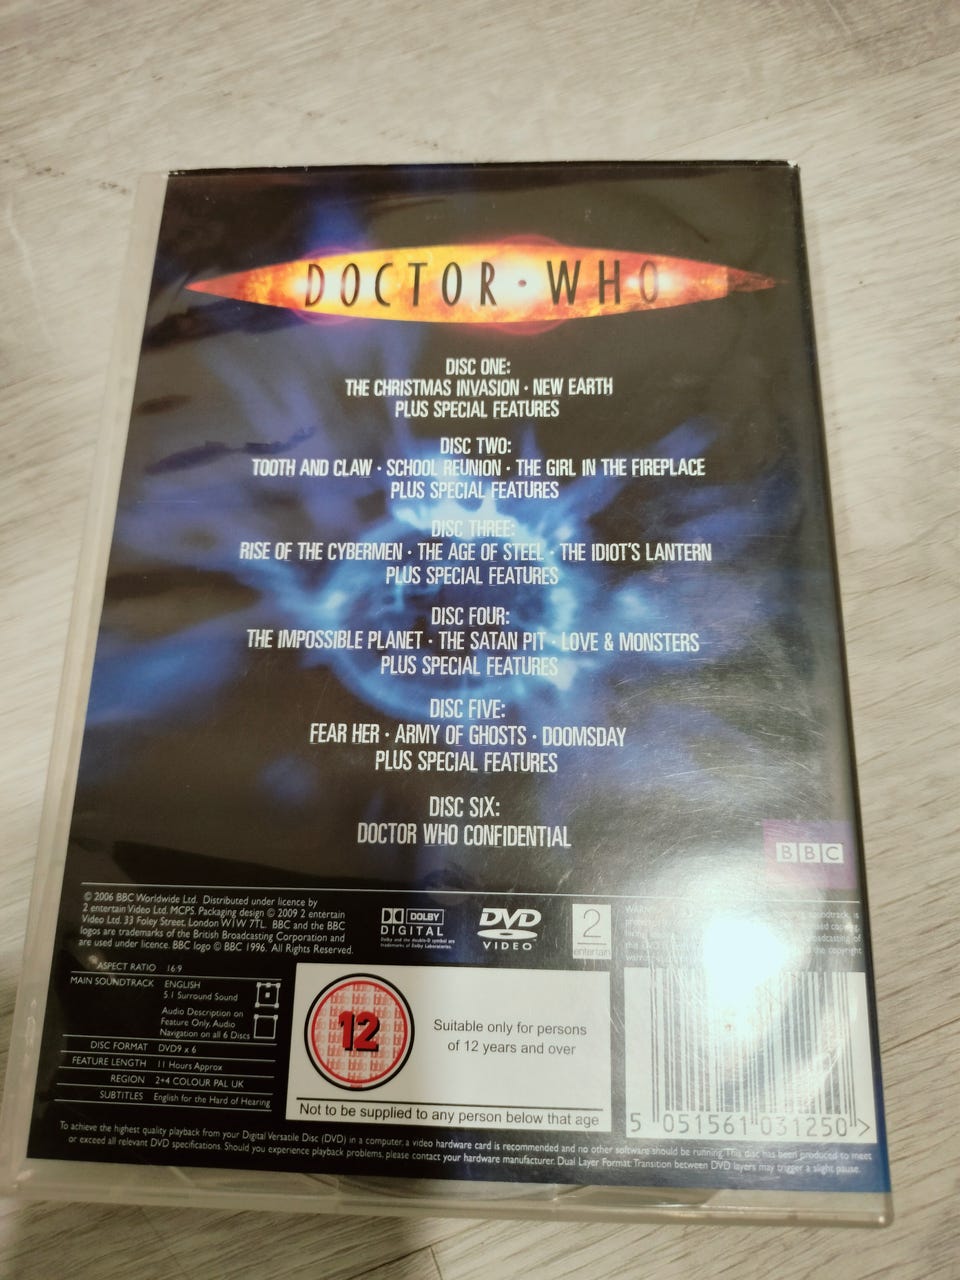 DOCTOR • WHO
DISC ONE:
THE CHRISTMAS INVASION • NEW EARTH
PLUS SPECIAL FEATURES
DISC TWO:
TOOTH AND CLAW • SCHOOL REUNION • THE GIRL IN THE FIREPLACE
PLUS SPECIAL FEATURES
DISC THREE:
RISE OF THE CYBERMEN • THE AGE OF STEEL • THE IDIOT'S LANTERN
PLUS SPECIAL FEATURES
DISC FOUR:
THE IMPOSSIBLE PLANET • THE SATAN PIT • LOVE & MONSTERS
PLUS SPECIAL FEATURES
DISC FIVE:
FEAR HER • ARMY OF GHOSTS • DOOMSDAY
PLUS SPECIAL FEATURES
DISC SIX:
DOCTOR WHO CONFIDENTIAL
BBC
© 2006 BBC Worldwide Ltd. Distributed under licence by
2 entertain Video Ltd. MCPS. Packaging design © 2009 2 entertain
Video Ltd. 33 Foley Street, London W1W 7TL. BBC and the BBC
logos are trademarks of the British Broadcasting Corporation and
are used under licence. BBC logo © BBC 1996. All Rights Reserved.
DOLBY
DIGITAL
Dolby and the double-D symbol are
trademarks of Dolby Laboratories.
DVD
VIDEO
2
entertain
ASPECT RATIO 16:9
MAIN SOUNDTRACK ENGLISH
5.1 Surround Sound
Audio Description on
Feature Only. Audio
Navigation on all 6 Discs
DISC FORMAT DVD9 x 6
FEATURE LENGTH 11 Hours Approx
REGION 2+4 COLOUR PAL UK
SUBTITLES English for the Hard of Hearing
12
Suitable only for persons
of 12 years and over
Not to be supplied to any person below that age
5 051561 031250 >
To achieve the highest quality playback from your Digital Versatile Disc (DVD) in a computer, a video hardware card is recommended and no other software should be running. This disc has been produced to meet
or exceed all relevant DVD specifications. Should you experience playback problems, please contact your hardware manufacturer. Dual Layer Format: Transition between DVD layers may trigger a slight pause.